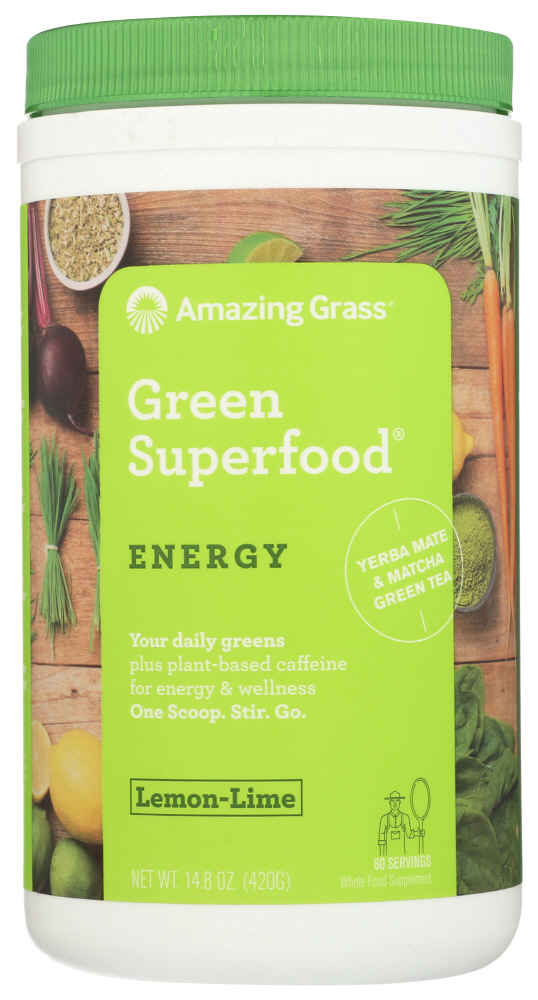 Amazing Grass®
Green
Superfood®
ENERGY
YERBA MATE
& MATCHA
GREEN TEA
Your daily greens
plus plant-based caffeine
for energy & wellness
One Scoop. Stir. Go.
Lemon-Lime
60 SERVINGS
NET WT. 14.8 OZ. (420G)
Whole Food Supplement